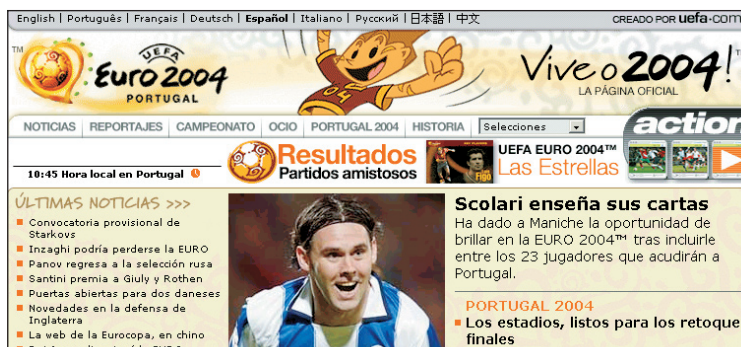 English | Português | Français | Deutsch | Español | Italiano | Русский | 日本語 | 中文
CREADO POR uefa.com
TM
UEFA
Euro 2004
PORTUGAL
Vive o 2004!
LA PÁGINA OFICIAL
NOTICIAS | REPORTAJES | CAMPEONATO | OCIO | PORTUGAL 2004 | HISTORIA | Selecciones
action
10:45 Hora local en Portugal
Resultados
Partidos amistosos
Figo
UEFA EURO 2004™
Las Estrellas
ÚLTIMAS NOTICIAS >>>
Convocatoria provisional de
Starkovs
Inzaghi podría perderse la EURO
Panov regresa a la selección rusa
Santini premia a Giuly y Rothen
Puertas abiertas para dos daneses
Novedades en la defensa de
Inglaterra
La web de la Eurocopa, en chino
Scolari enseña sus cartas
Ha dado a Maniche la oportunidad de
brillar en la EURO 2004™ tras incluirle
entre los 23 jugadores que acudirán a
Portugal.
PORTUGAL 2004
Los estadios, listos para los retoque
finales